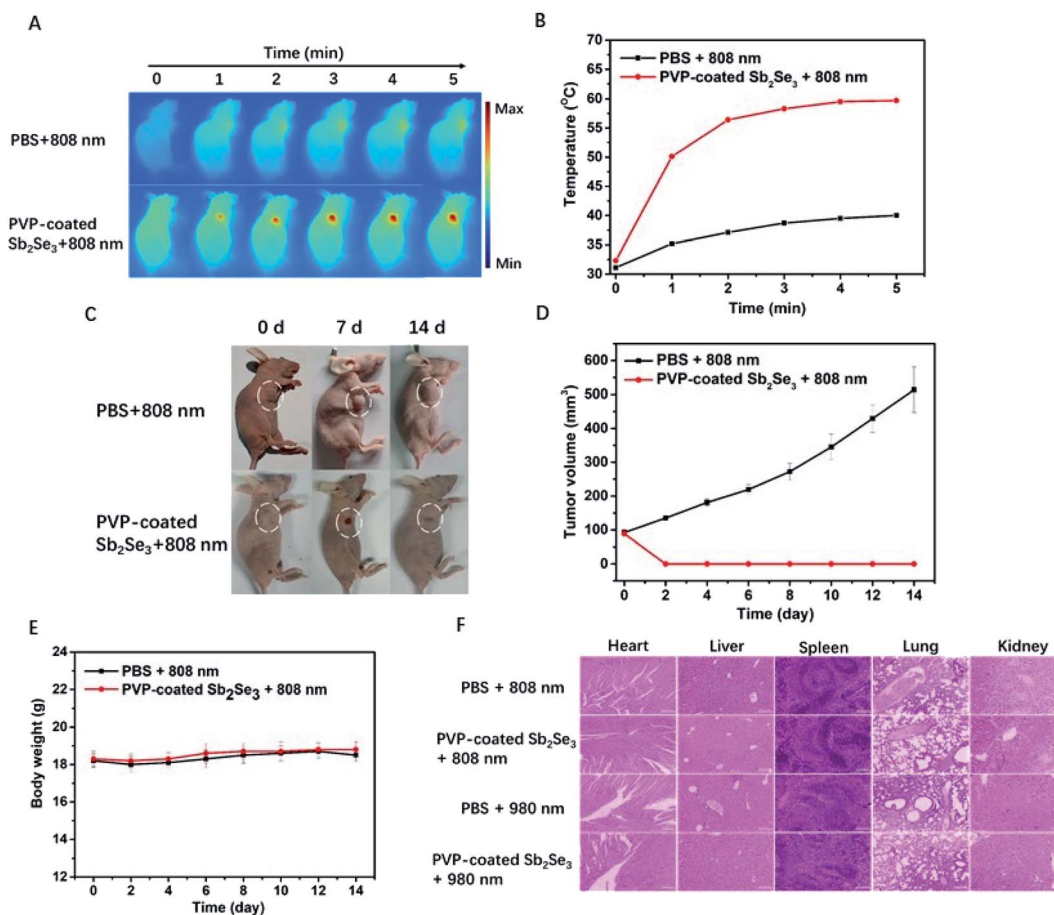 A
Time (min)
0 1 2 3 4 5
PBS+808 nm
PVP-coated
Sb₂Se₃+808 nm
Max
Min
B
PBS + 808 nm
PVP-coated Sb₂Se₃ + 808 nm
Temperature (°C)
70
65
60
55
50
45
40
35
30
0 1 2 3 4 5
Time (min)
C
0 d 7 d 14 d
PBS+808 nm
PVP-coated
Sb₂Se₃+808 nm
D
PBS + 808 nm
PVP-coated Sb₂Se₃ + 808 nm
Tumor volume (mm³)
600
500
400
300
200
100
0
0 2 4 6 8 10 12 14
Time (day)
E
PBS + 808 nm
PVP-coated Sb₂Se₃ + 808 nm
Body weight (g)
24
22
20
18
16
14
12
0 2 4 6 8 10 12 14
Time (day)
F
Heart Liver Spleen Lung Kidney
PBS + 808 nm
PVP-coated Sb₂Se₃
+ 808 nm
PBS + 980 nm
PVP-coated Sb₂Se₃
+ 980 nm